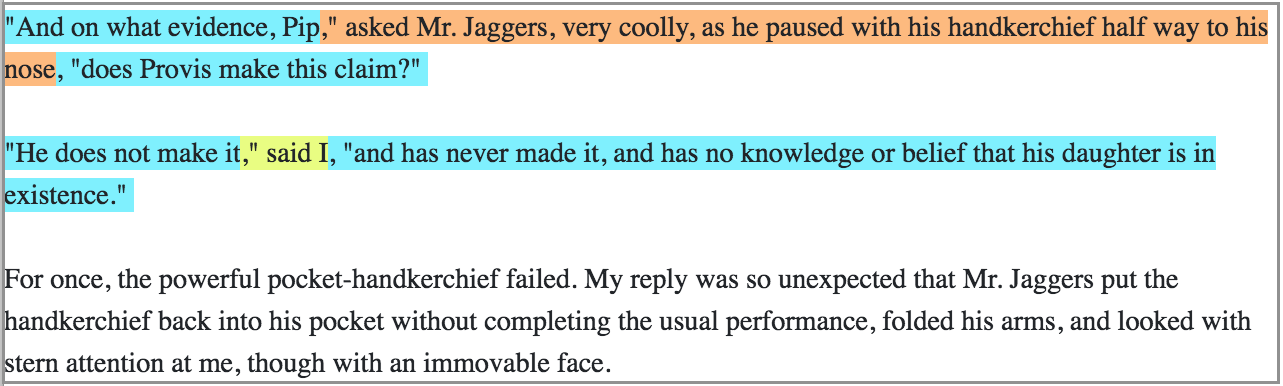 "And on what evidence, Pip," asked Mr. Jaggers, very coolly, as he paused with his handkerchief half way to his
nose, "does Provis make this claim?"
"He does not make it," said I, "and has never made it, and has no knowledge or belief that his daughter is in
existence."
For once, the powerful pocket-handkerchief failed. My reply was so unexpected that Mr. Jaggers put the
handkerchief back into his pocket without completing the usual performance, folded his arms, and looked with
stern attention at me, though with an immovable face.